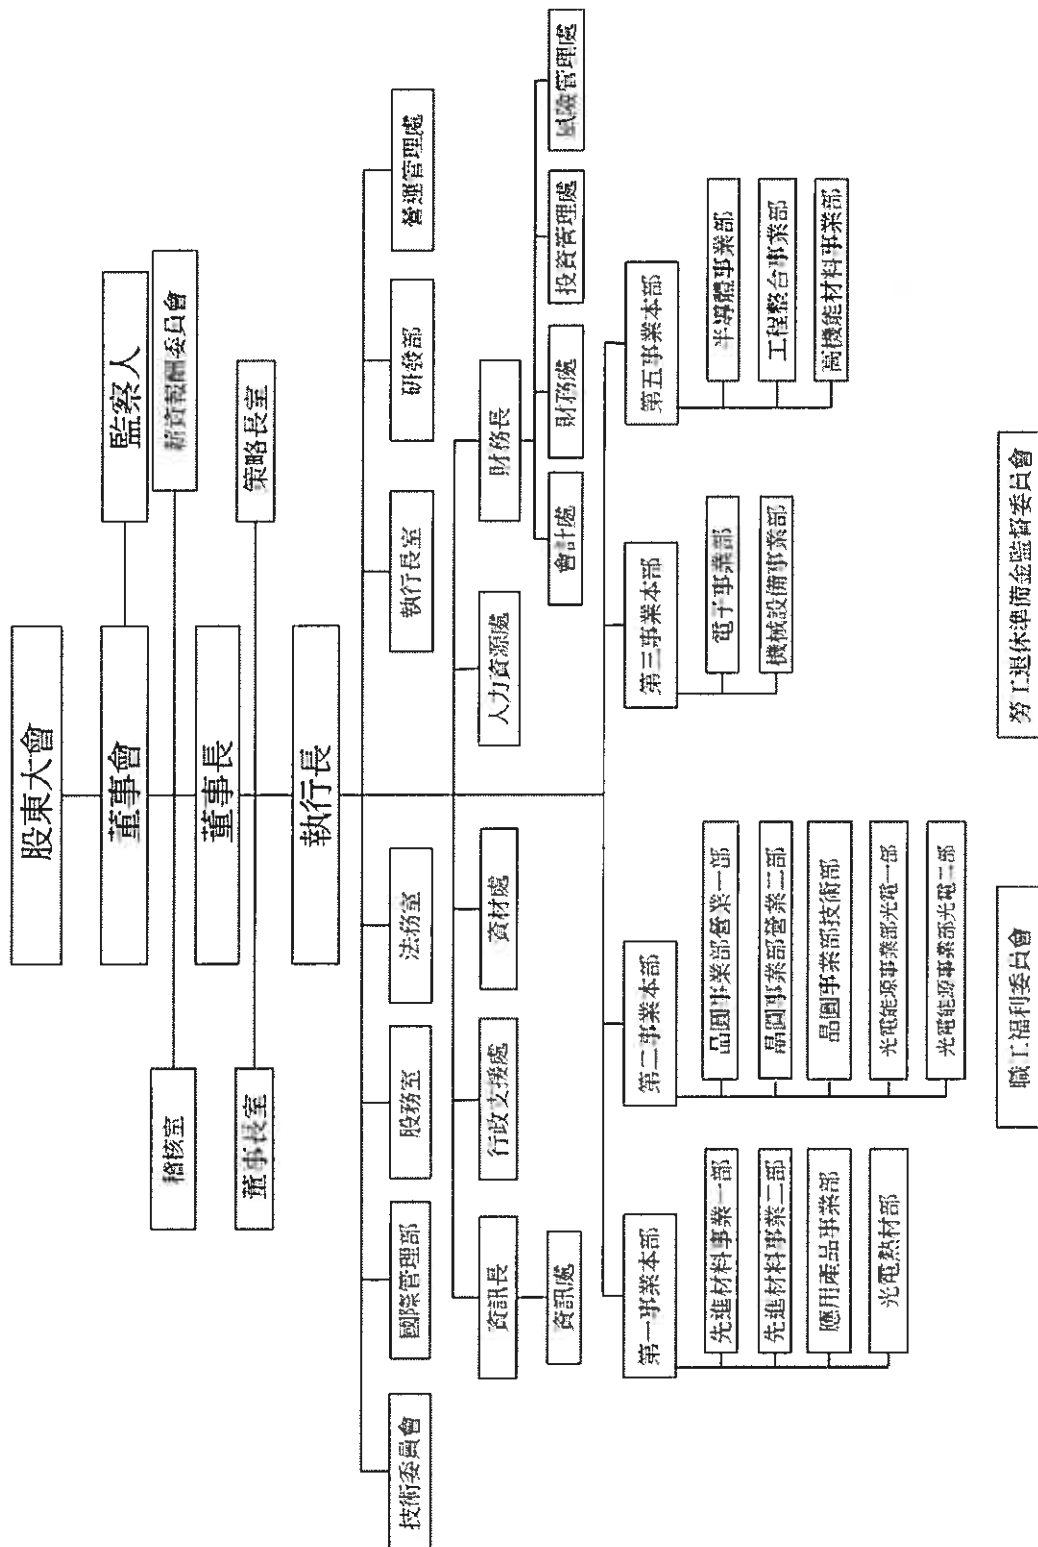 股東大會
董事會
監察人
薪資報酬委員會
稽核室
董事長
策略長室
董事長室
執行長
技術委員會
國際管理部
股務室
法務室
執行長室
研發部
營運管理處
資訊長
行政支援處
資材處
人力資源處
財務長
資訊處
會計處
財務處
投資管理處
風險管理處
第一事業本部
第二事業本部
第三事業本部
第五事業本部
先進材料事業一部
先進材料事業二部
應用產品事業部
光電熱材部
晶圓事業部營業一部
晶圓事業部營業二部
晶圓事業部技術部
光電能源事業部光電一部
光電能源事業部光電二部
電子事業部
機械設備事業部
半導體事業部
工程整合事業部
高機能材料事業部
職工福利委員會
勞工退休準備金監督委員會